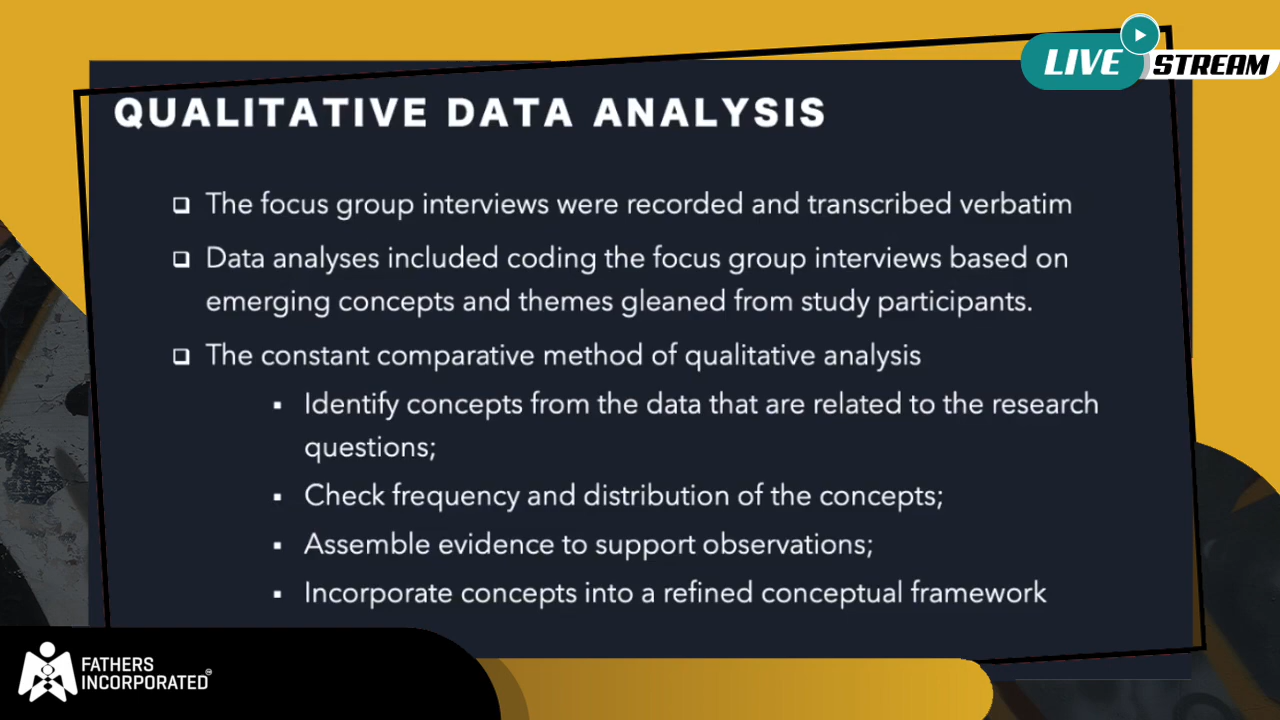 LIVE STREAM
QUALITATIVE DATA ANALYSIS
❑ The focus group interviews were recorded and transcribed verbatim
❑ Data analyses included coding the focus group interviews based on
emerging concepts and themes gleaned from study participants.
❑ The constant comparative method of qualitative analysis
▪ Identify concepts from the data that are related to the research
questions;
▪ Check frequency and distribution of the concepts;
▪ Assemble evidence to support observations;
▪ Incorporate concepts into a refined conceptual framework
FATHERS
INCORPORATED